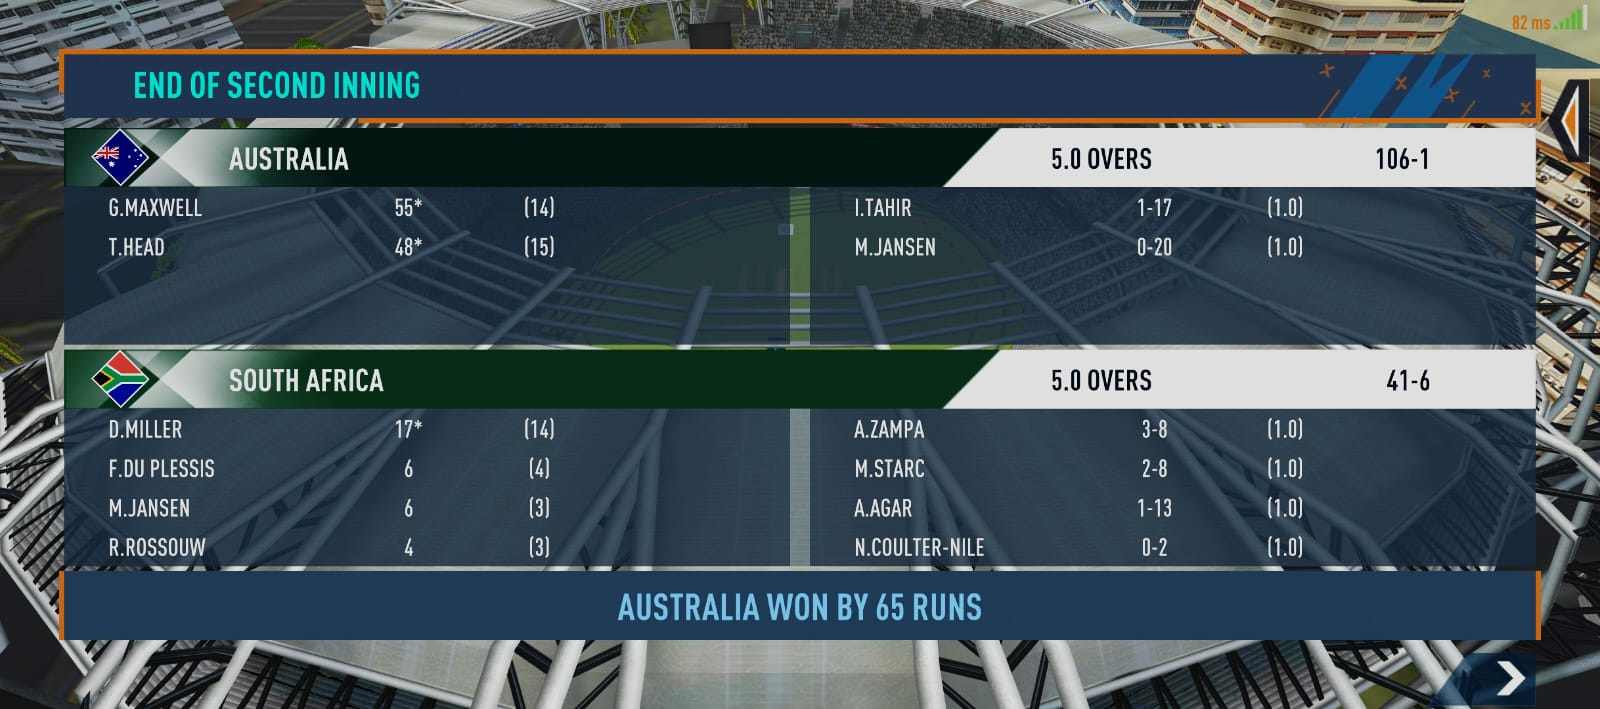 82 ms
END OF SECOND INNING
AUSTRALIA 5.0 OVERS 106-1
G.MAXWELL 55* (14) I.TAHIR 1-17 (1.0)
T.HEAD 48* (15) M.JANSEN 0-20 (1.0)
SOUTH AFRICA 5.0 OVERS 41-6
D.MILLER 17* (14) A.ZAMPA 3-8 (1.0)
F.DU PLESSIS 6 (4) M.STARC 2-8 (1.0)
M.JANSEN 6 (3) A.AGAR 1-13 (1.0)
R.ROSSOUW 4 (3) N.COULTER-NILE 0-2 (1.0)
AUSTRALIA WON BY 65 RUNS